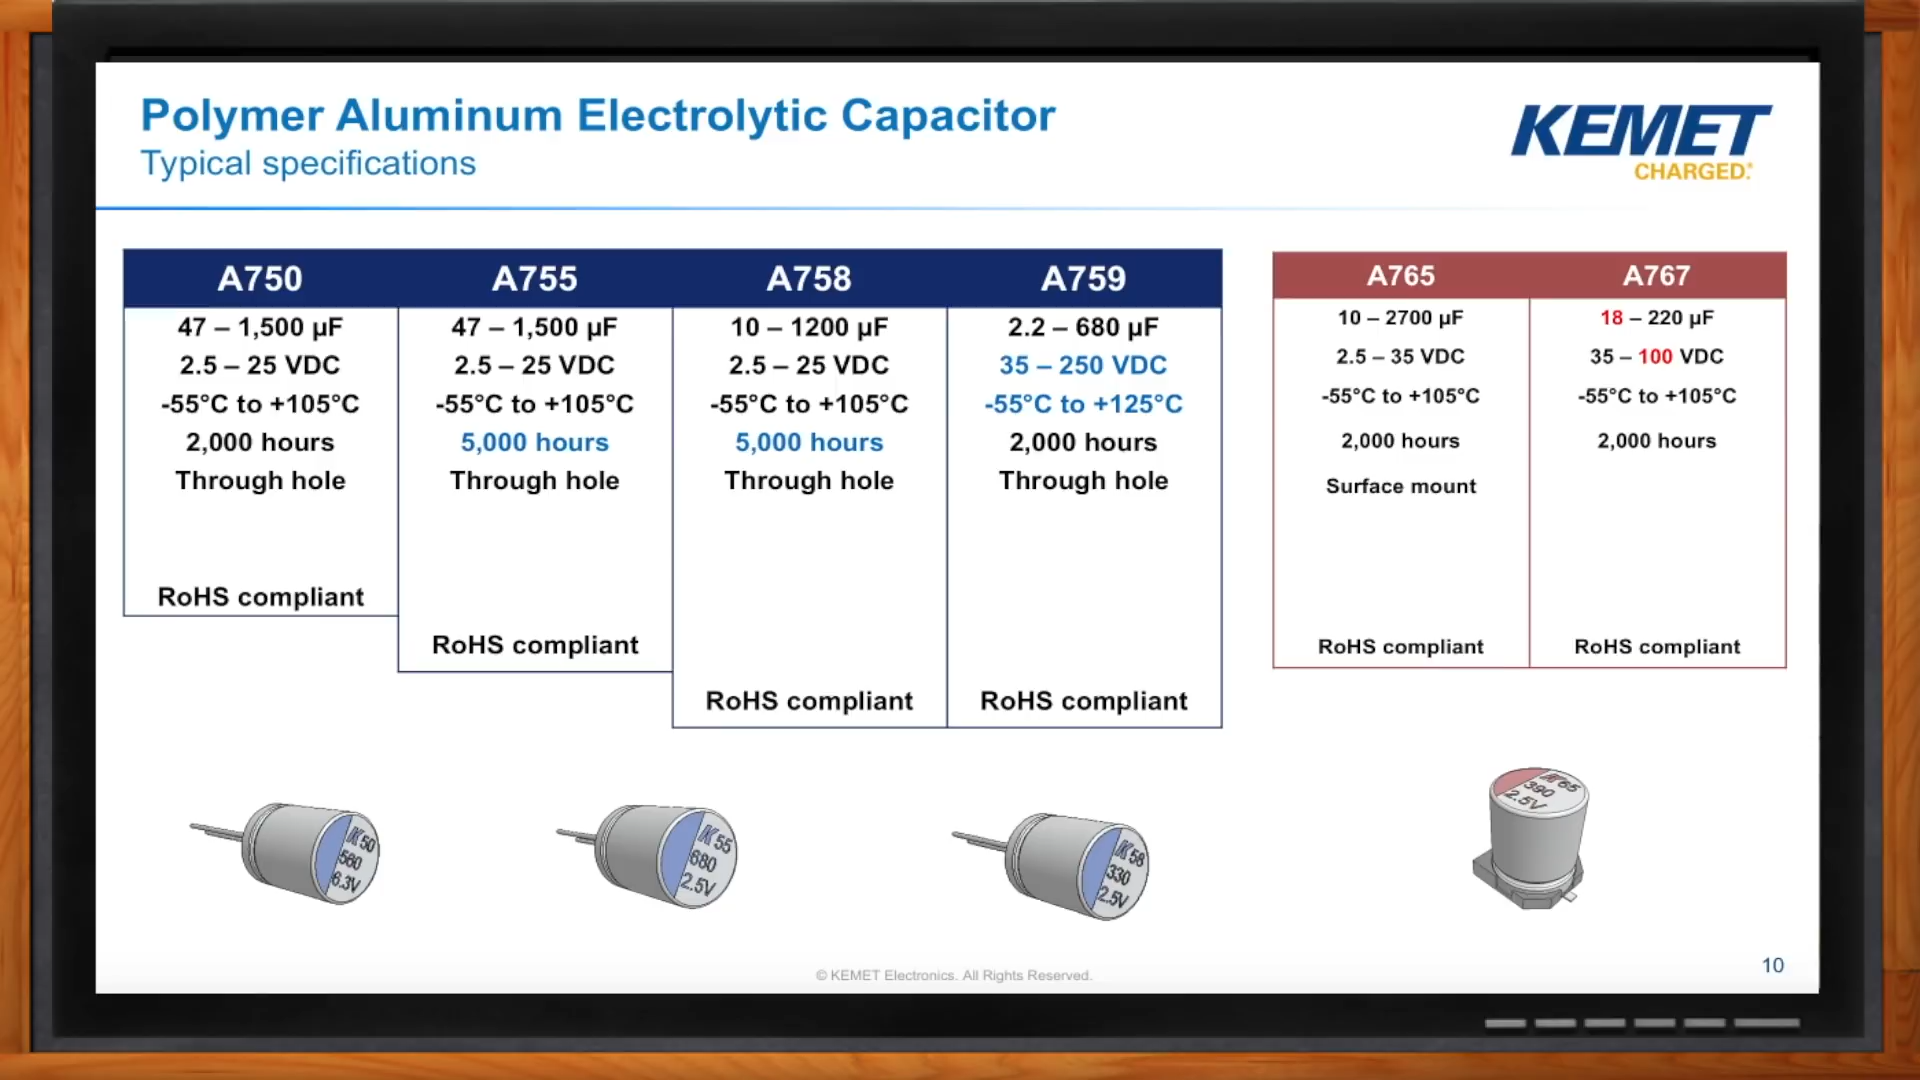 Polymer Aluminum Electrolytic Capacitor
Typical specifications
KEMET
CHARGED.®
A750
47 – 1,500 µF
2.5 – 25 VDC
-55°C to +105°C
2,000 hours
Through hole
RoHS compliant
A755
47 – 1,500 µF
2.5 – 25 VDC
-55°C to +105°C
5,000 hours
Through hole
RoHS compliant
A758
10 – 1200 µF
2.5 – 25 VDC
-55°C to +105°C
5,000 hours
Through hole
RoHS compliant
A759
2.2 – 680 µF
35 – 250 VDC
-55°C to +125°C
2,000 hours
Through hole
RoHS compliant
A765
10 – 2700 µF
2.5 – 35 VDC
-55°C to +105°C
2,000 hours
Surface mount
RoHS compliant
A767
18 – 220 µF
35 – 100 VDC
-55°C to +105°C
2,000 hours
RoHS compliant
K50
560
6.3V
K55
680
2.5V
K58
330
2.5V
K65
390
2.5V
© KEMET Electronics. All Rights Reserved.
10